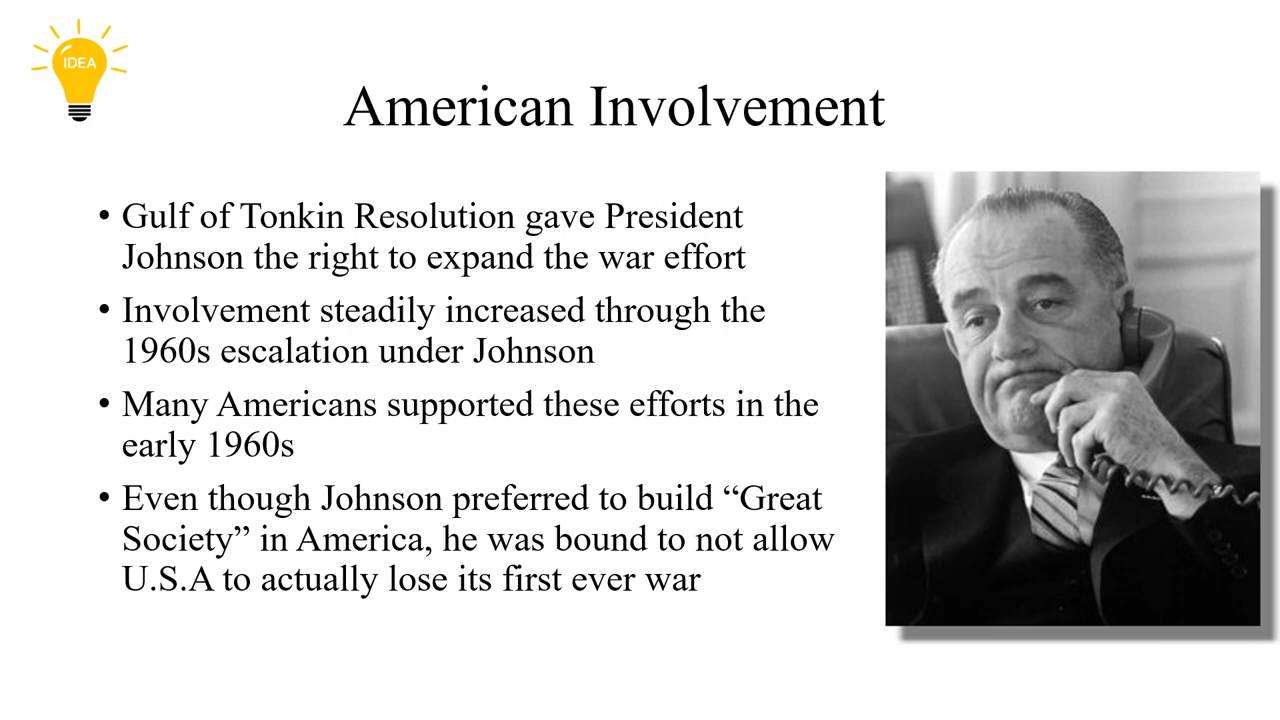 IDEA
American Involvement
• Gulf of Tonkin Resolution gave President
Johnson the right to expand the war effort
• Involvement steadily increased through the
1960s escalation under Johnson
• Many Americans supported these efforts in the
early 1960s
• Even though Johnson preferred to build “Great
Society” in America, he was bound to not allow
U.S.A to actually lose its first ever war